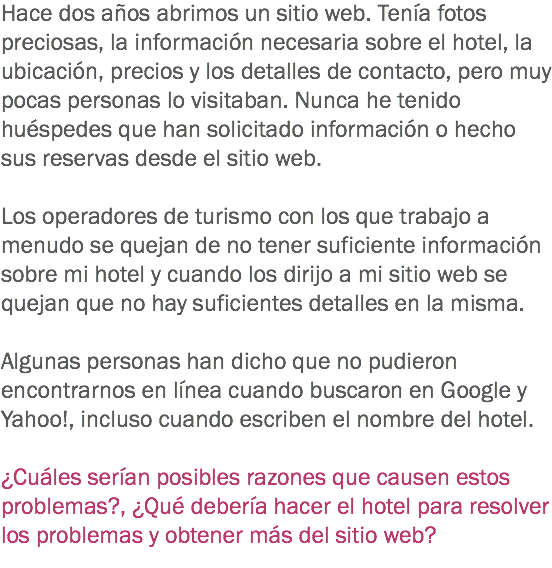 Hace dos años abrimos un sitio web. Tenía fotos
preciosas, la información necesaria sobre el hotel, la
ubicación, precios y los detalles de contacto, pero muy
pocas personas lo visitaban. Nunca he tenido
huéspedes que han solicitado información o hecho
sus reservas desde el sitio web.

Los operadores de turismo con los que trabajo a
menudo se quejan de no tener suficiente información
sobre mi hotel y cuando los dirijo a mi sitio web se
quejan que no hay suficientes detalles en la misma.

Algunas personas han dicho que no pudieron
encontrarnos en línea cuando buscaron en Google y
Yahoo!, incluso cuando escriben el nombre del hotel.

¿Cuáles serían posibles razones que causen estos
problemas?, ¿Qué debería hacer el hotel para resolver
los problemas y obtener más del sitio web?